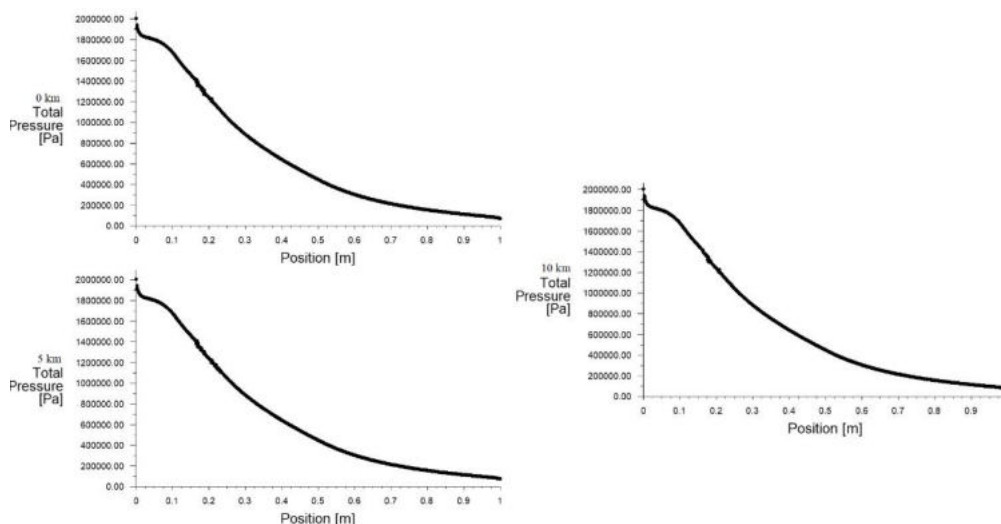 2000000.00
1800000.00
1600000.00
1400000.00
1200000.00
1000000.00
800000.00
600000.00
400000.00
200000.00
0.00
0 km
Total
Pressure
[Pa]
0 0.1 0.2 0.3 0.4 0.5 0.6 0.7 0.8 0.9 1
Position [m]
2000000.00
1800000.00
1600000.00
1400000.00
1200000.00
1000000.00
800000.00
600000.00
400000.00
200000.00
0.00
5 km
Total
Pressure
[Pa]
0 0.1 0.2 0.3 0.4 0.5 0.6 0.7 0.8 0.9 1
Position [m]
2000000.00
1800000.00
1600000.00
1400000.00
1200000.00
1000000.00
800000.00
600000.00
400000.00
200000.00
0.00
10 km
Total
Pressure
[Pa]
0 0.1 0.2 0.3 0.4 0.5 0.6 0.7 0.8 0.9
Position [m]